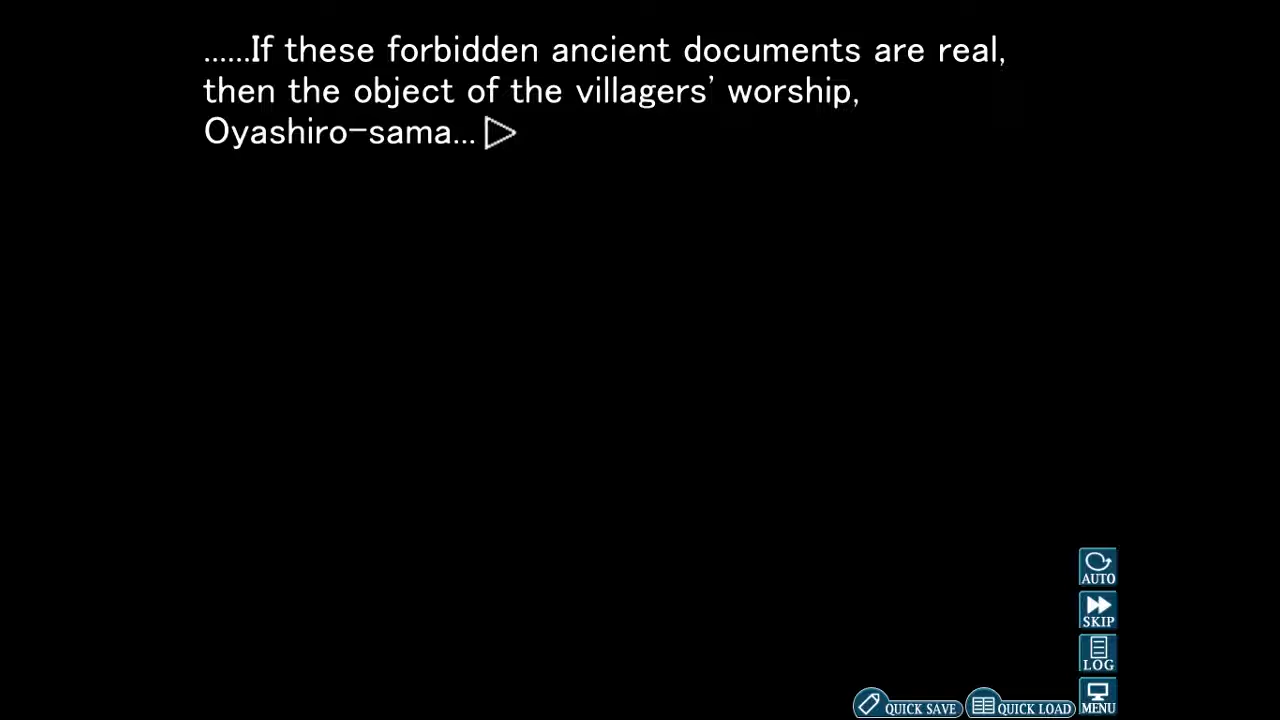 ......If these forbidden ancient documents are real,
then the object of the villagers' worship,
Oyashiro-sama...
AUTO
SKIP
LOG
QUICK SAVE
QUICK LOAD
MENU